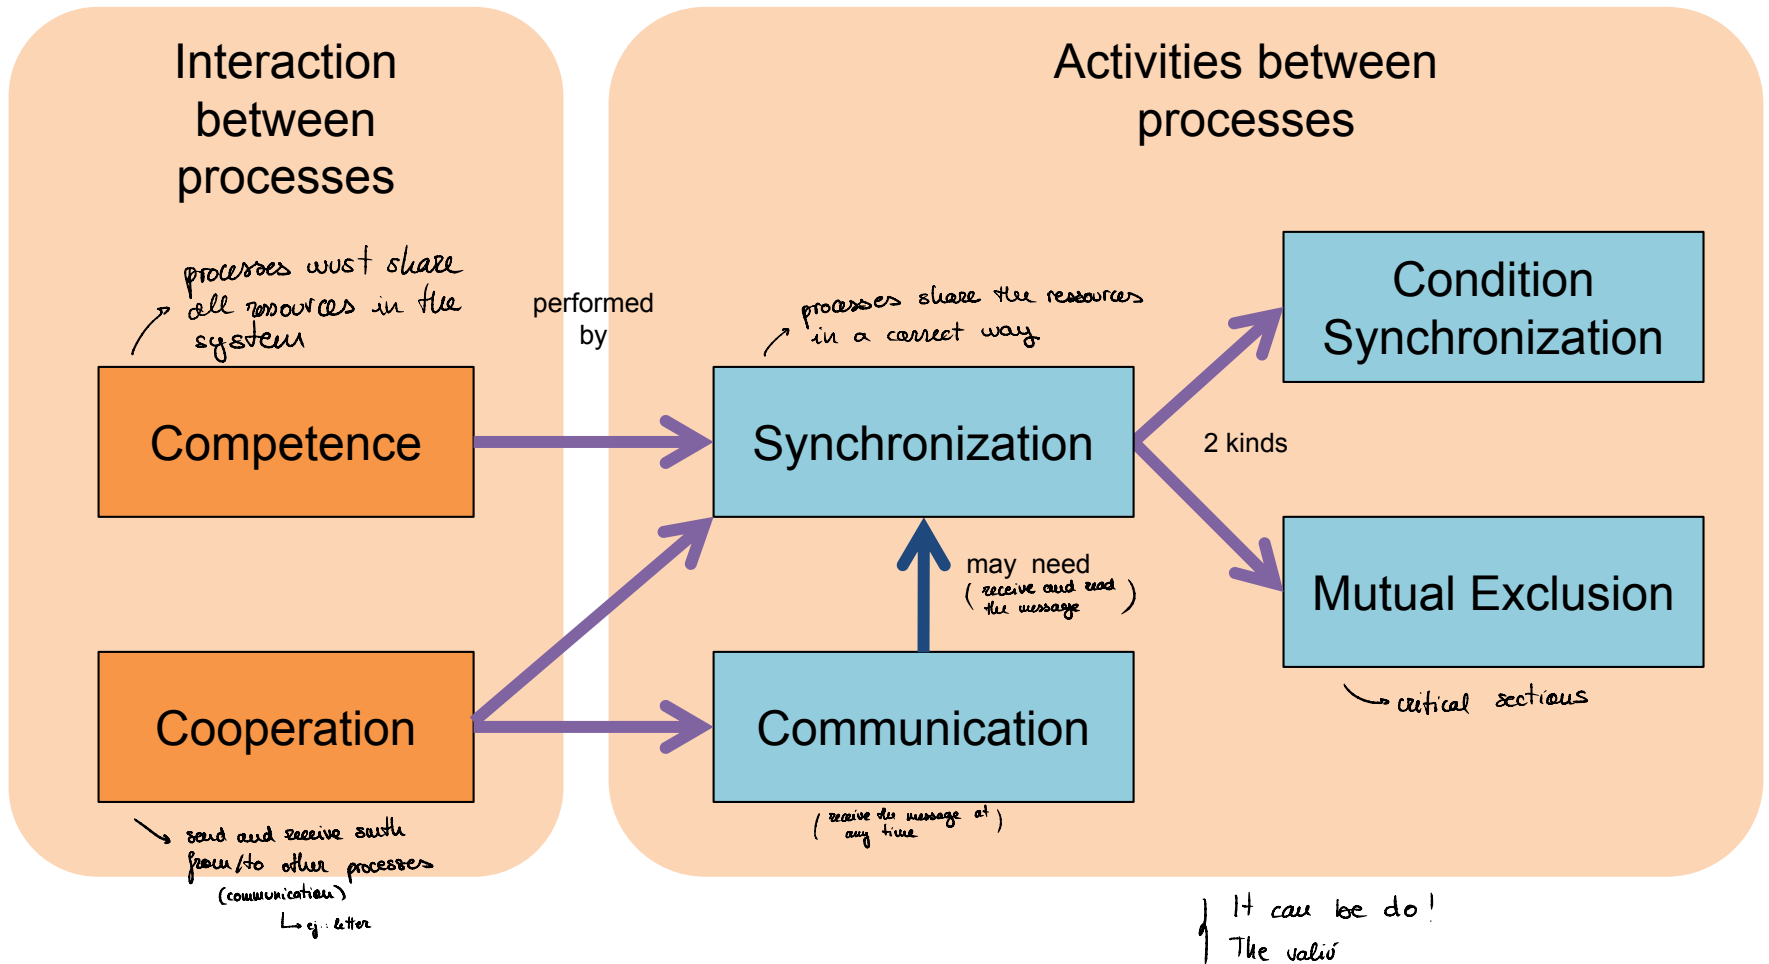 Interaction
between
processes
Activities between
processes
processes must share
all ressources in the
system
performed
by
processes share the ressources
in a correct way
Condition
Synchronization
Competence
Synchronization
2 kinds
may need
(receive and read
the message)
Mutual Exclusion
critical sections
Cooperation
Communication
(receive the message at
any time)
send and receive smth
from/to other processes
(communication)
ej.: letter
It can be do!
The